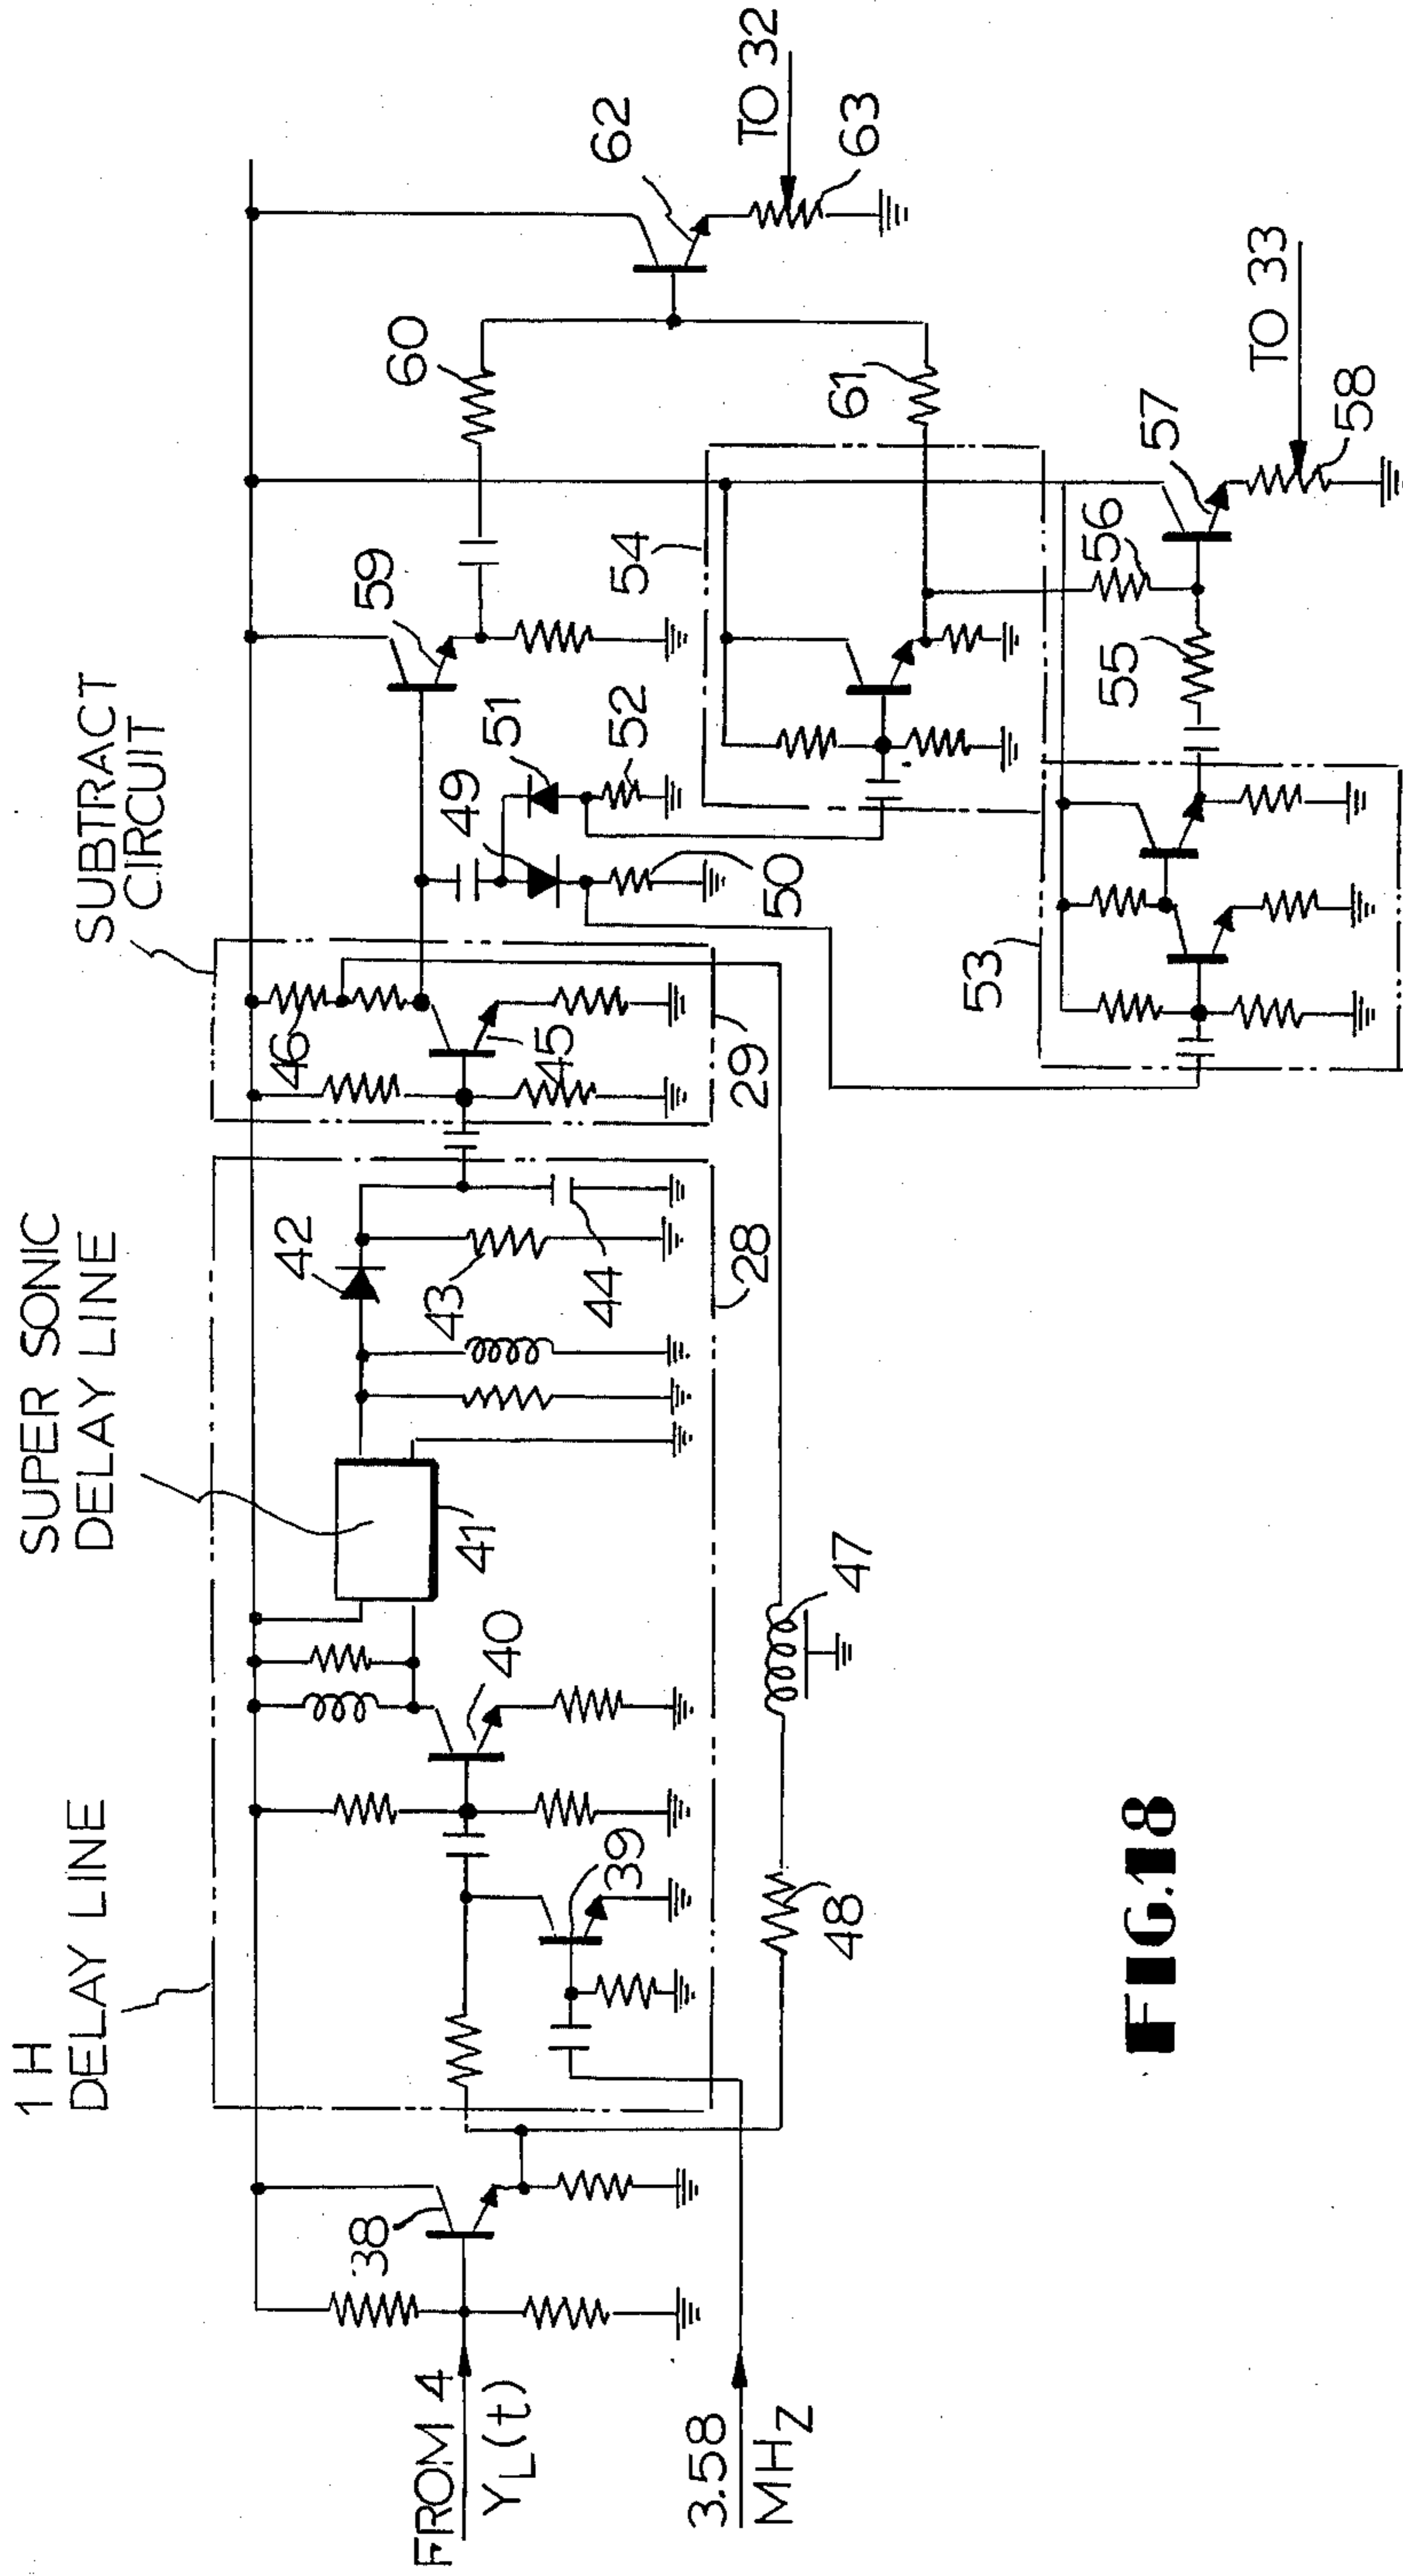 1 H
DELAY LINE
SUPER SONIC
DELAY LINE
SUBTRACT
CIRCUIT
FROM 4
Y_L(t)
3.58
MHz
38
39
40
41
42
43
44
28
45
46
29
47
48
49
50
51
52
53
54
55
56
57
58
59
60
61
62
63
TO 32
TO 33
FIG.18